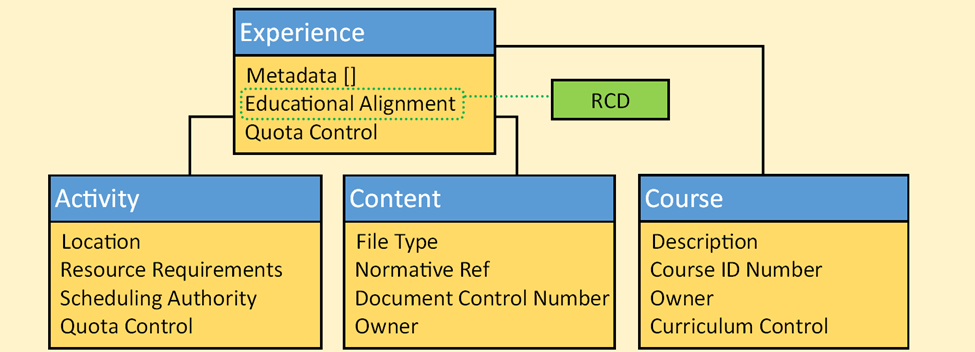 Experience
Metadata []
Educational Alignment
Quota Control
RCD
Activity
Location
Resource Requirements
Scheduling Authority
Quota Control
Content
File Type
Normative Ref
Document Control Number
Owner
Course
Description
Course ID Number
Owner
Curriculum Control